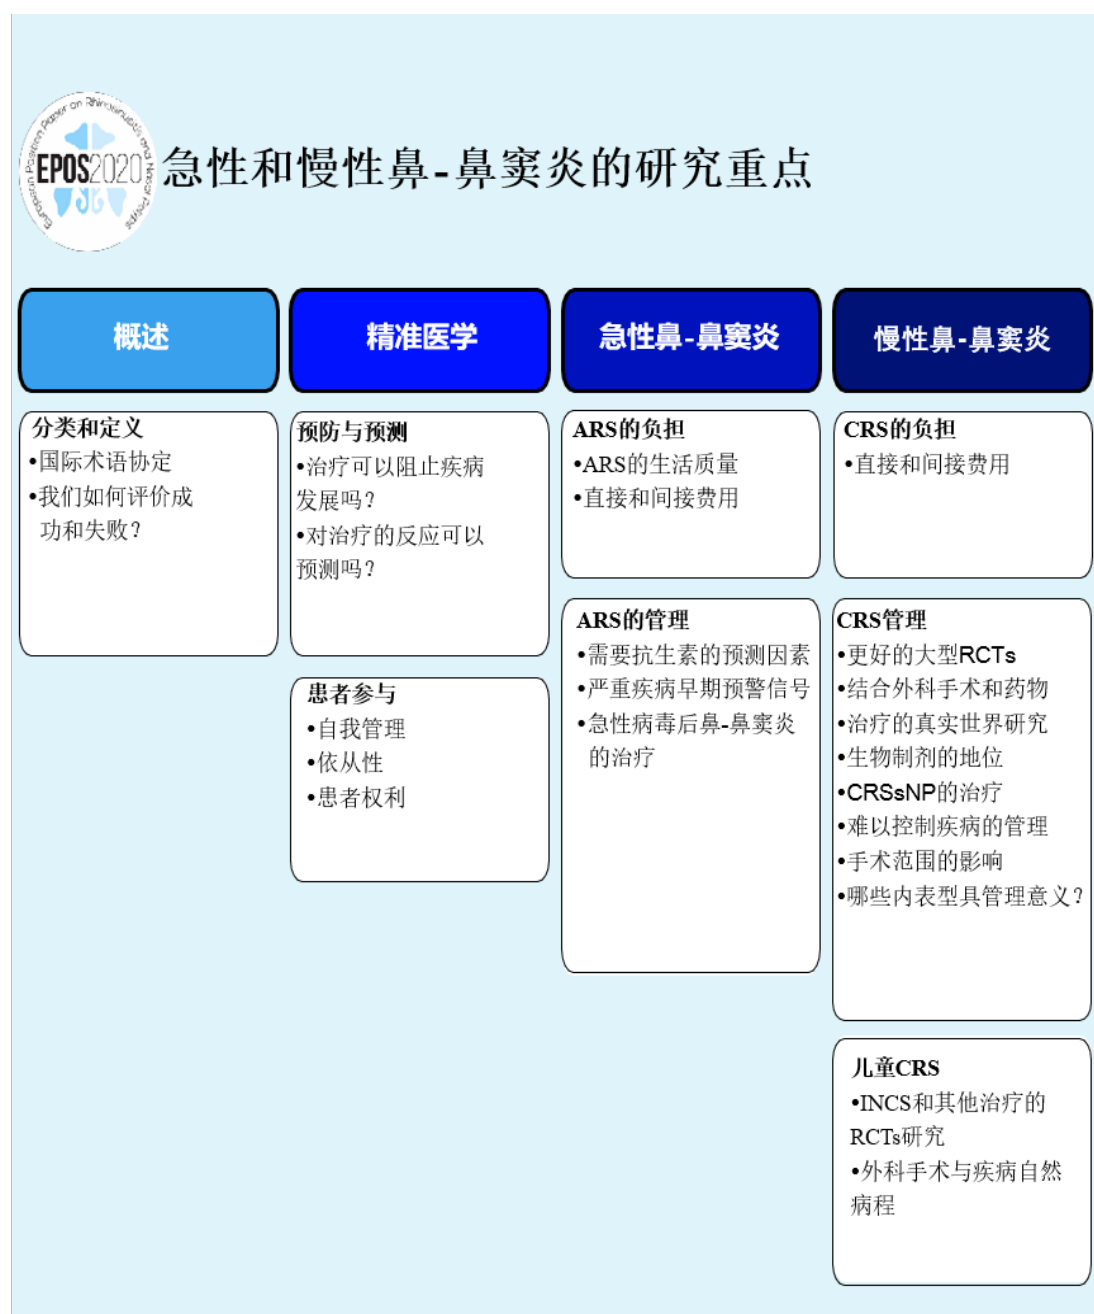 European Position Paper on Rhinosinusitis and Nasal Polyps
EPOS2020
急性和慢性鼻-鼻窦炎的研究重点
概述
分类和定义
•国际术语协定
•我们如何评价成
功和失败？
精准医学
预防与预测
•治疗可以阻止疾病
发展吗？
•对治疗的反应可以
预测吗？
患者参与
•自我管理
•依从性
•患者权利
急性鼻-鼻窦炎
ARS的负担
•ARS的生活质量
•直接和间接费用
ARS的管理
•需要抗生素的预测因素
•严重疾病早期预警信号
•急性病毒后鼻-鼻窦炎
的治疗
慢性鼻-鼻窦炎
CRS的负担
•直接和间接费用
CRS管理
•更好的大型RCTs
•结合外科手术和药物
•治疗的真实世界研究
•生物制剂的地位
•CRSsNP的治疗
•难以控制疾病的管理
•手术范围的影响
•哪些内表型具管理意义？
儿童CRS
•INCS和其他治疗的
RCTs研究
•外科手术与疾病自然
病程